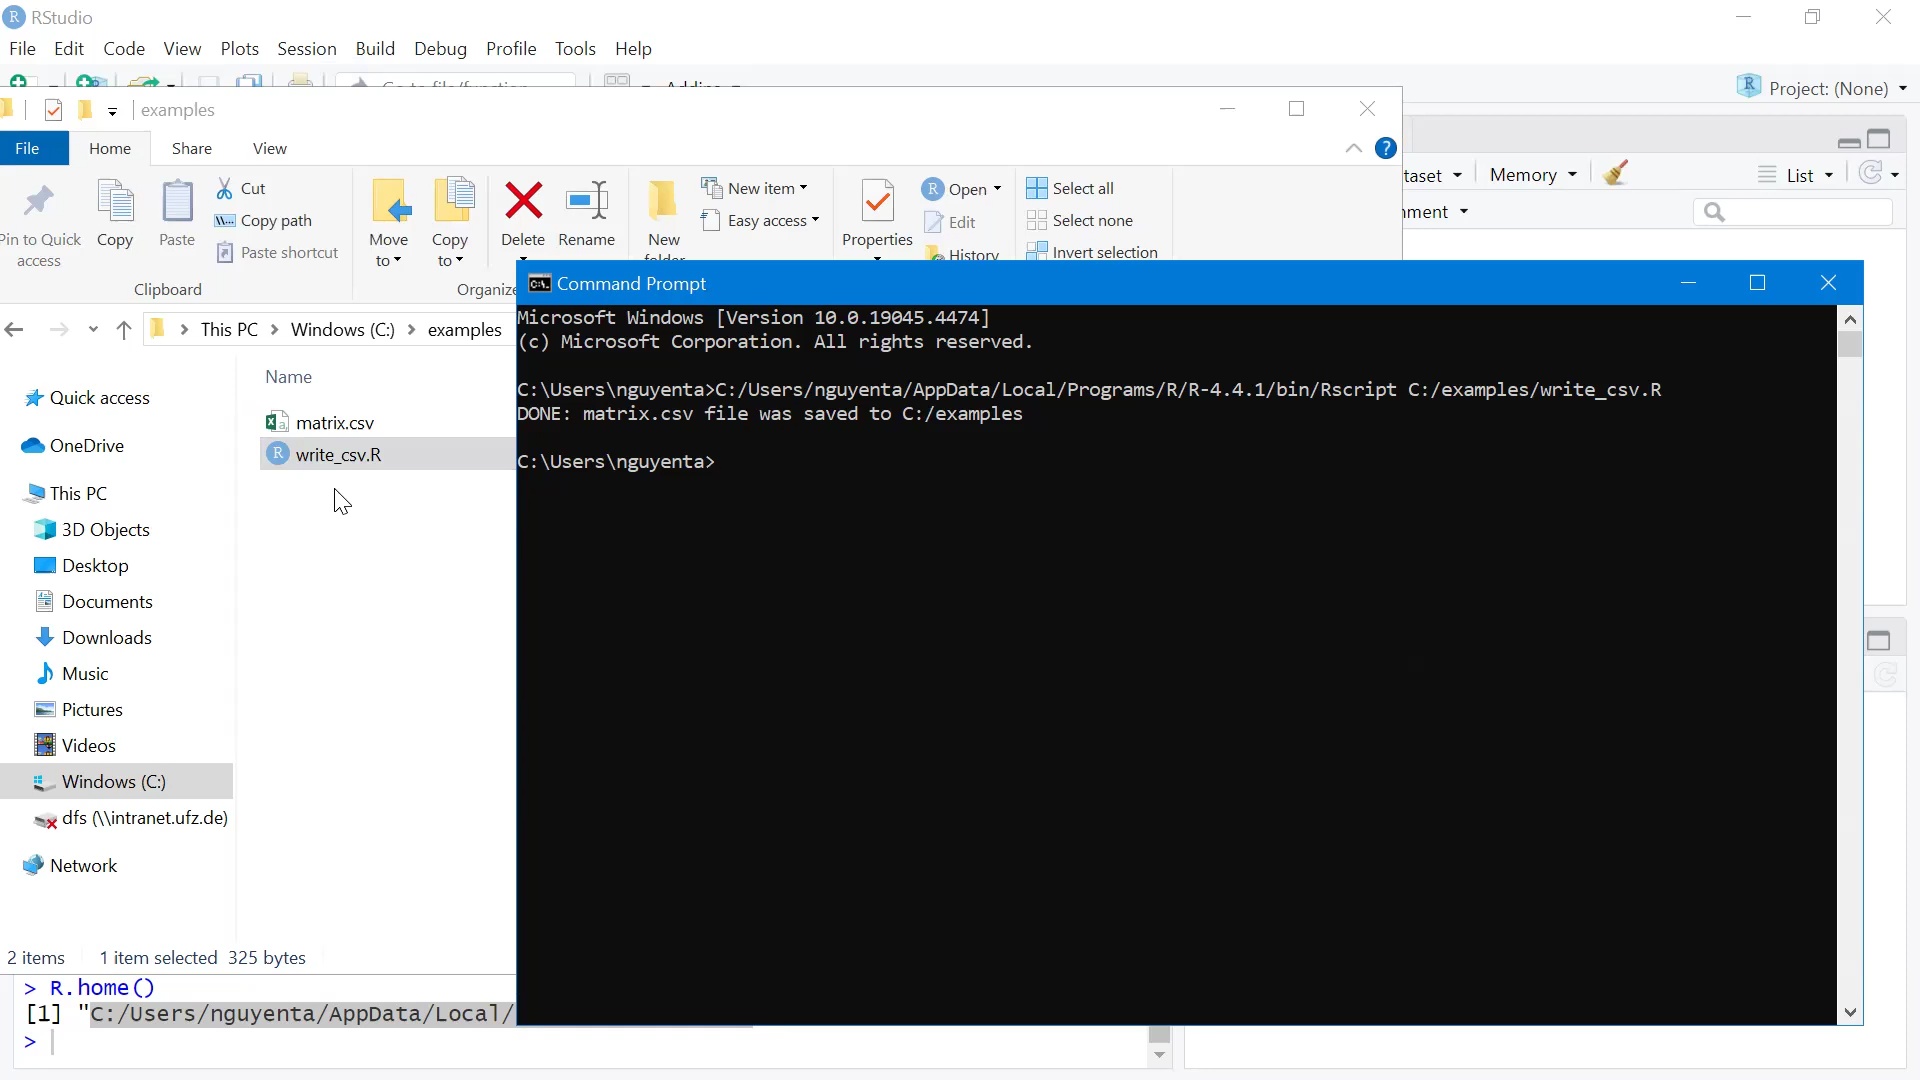 RStudio
File Edit Code View Plots Session Build Debug Profile Tools Help
Go to file/function Addins
Project: (None)
examples
File Home Share View
Pin to Quick access
Copy
Paste
Cut
Copy path
Paste shortcut
Clipboard
Move to
Copy to
Delete
Rename
Organize
New folder
New item
Easy access
Properties
Open
Edit
History
Select all
Select none
Invert selection
taset Memory List
nment
This PC > Windows (C:) > examples
Name
matrix.csv
write_csv.R
Quick access
OneDrive
This PC
3D Objects
Desktop
Documents
Downloads
Music
Pictures
Videos
Windows (C:)
dfs (\\intranet.ufz.de)
Network
2 items 1 item selected 325 bytes
Command Prompt
Microsoft Windows [Version 10.0.19045.4474]
(c) Microsoft Corporation. All rights reserved.
C:\Users\nguyenta>C:/Users/nguyenta/AppData/Local/Programs/R/R-4.4.1/bin/Rscript C:/examples/write_csv.R
DONE: matrix.csv file was saved to C:/examples
C:\Users\nguyenta>
> R.home()
[1] "C:/Users/nguyenta/AppData/Local/
>